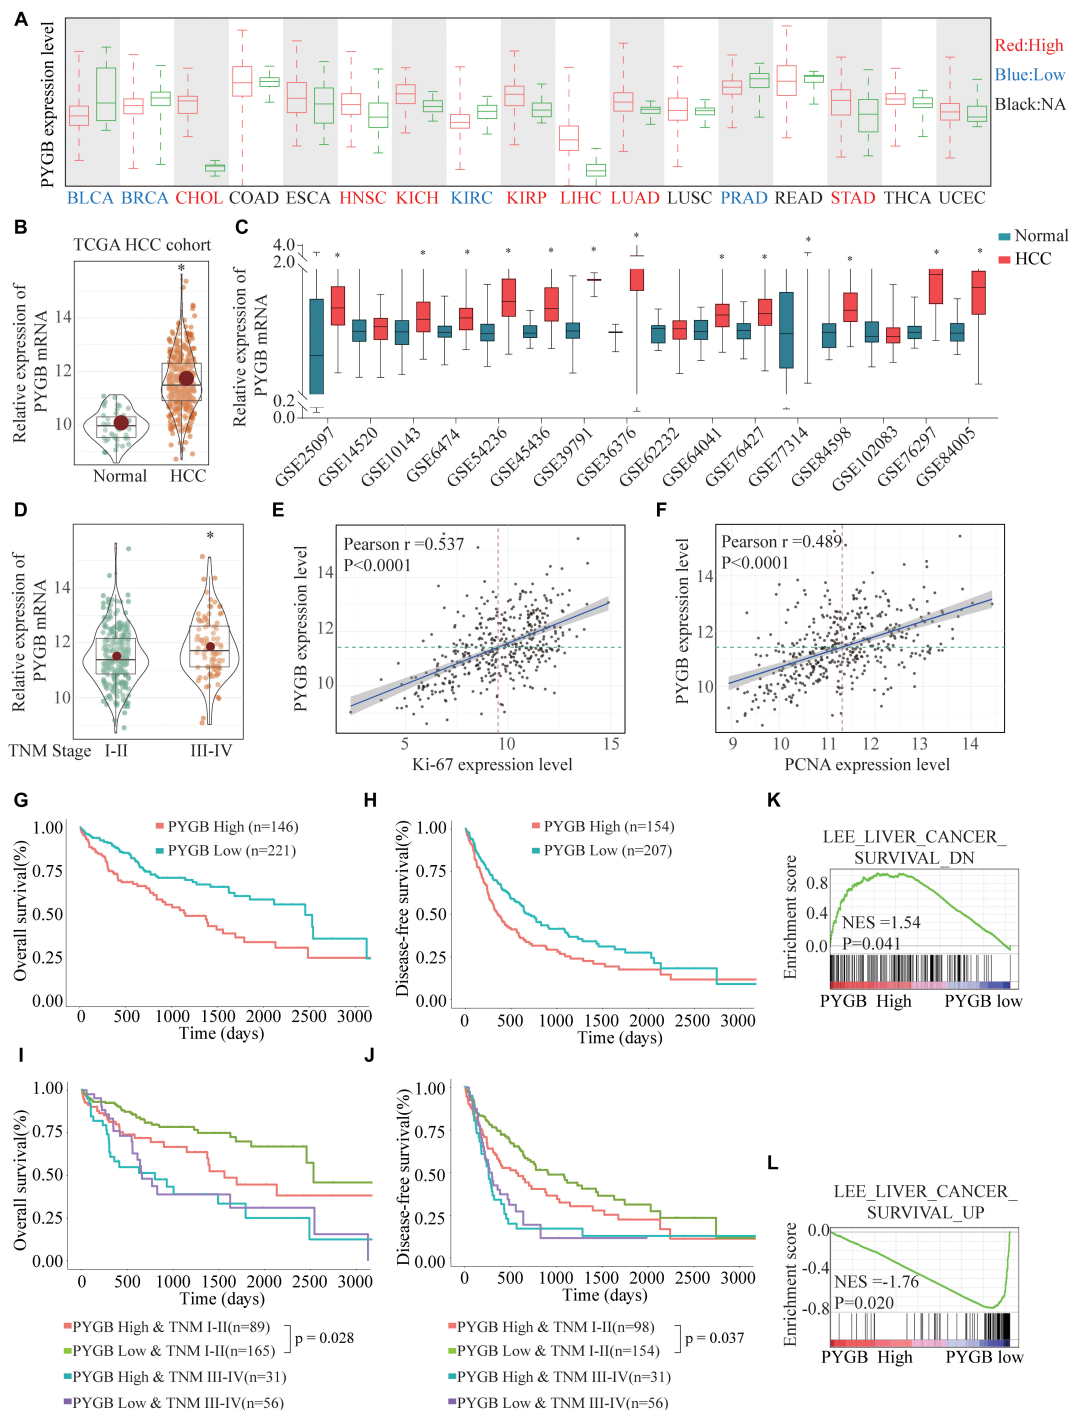 A
PYGB expression level
Red:High
Blue:Low
Black:NA
BLCA BRCA CHOL COAD ESCA HNSC KICH KIRC KIRP LIHC LUAD LUSC PRAD READ STAD THCA UCEC
B
TCGA HCC cohort
Relative expression of
PYGB mRNA
*
14
12
10
Normal HCC
C
Relative expression of
PYGB mRNA
4.0
2.0
0.2
0.0
* * * * * * * * * * * * *
Normal
HCC
GSE25097 GSE14520 GSE10143 GSE6474 GSE54236 GSE45436 GSE39791 GSE36376 GSE62232 GSE64041 GSE76427 GSE77314 GSE84598 GSE102083 GSE76297 GSE84005
D
Relative expression of
PYGB mRNA
*
14
12
10
TNM Stage I-II III-IV
E
PYGB expression level
Pearson r =0.537
P<0.0001
14
12
10
5 10 15
Ki-67 expression level
F
PYGB expression level
Pearson r =0.489
P<0.0001
14
12
10
9 10 11 12 13 14
PCNA expression level
G
Overall survival(%)
PYGB High (n=146)
PYGB Low (n=221)
1.00
0.75
0.50
0.25
0.00
0 500 1000 1500 2000 2500 3000
Time (days)
H
Disease-free survival(%)
PYGB High (n=154)
PYGB Low (n=207)
1.00
0.75
0.50
0.25
0.00
0 500 1000 1500 2000 2500 3000
Time (days)
K
LEE_LIVER_CANCER_
SURVIVAL_DN
Enrichment score
0.8
0.4
0.0
NES =1.54
P=0.041
PYGB High PYGB low
I
Overall survival(%)
1.00
0.75
0.50
0.25
0.00
0 500 1000 1500 2000 2500 3000
Time (days)
PYGB High & TNM I-II(n=89)
PYGB Low & TNM I-II(n=165)
p = 0.028
PYGB High & TNM III-IV(n=31)
PYGB Low & TNM III-IV(n=56)
J
Disease-free survival(%)
1.00
0.75
0.50
0.25
0.00
0 500 1000 1500 2000 2500 3000
Time (days)
PYGB High & TNM I-II(n=98)
PYGB Low & TNM I-II(n=154)
p = 0.037
PYGB High & TNM III-IV(n=31)
PYGB Low & TNM III-IV(n=56)
L
LEE_LIVER_CANCER_
SURVIVAL_UP
Enrichment score
0.0
-0.4
-0.8
NES =-1.76
P=0.020
PYGB High PYGB low